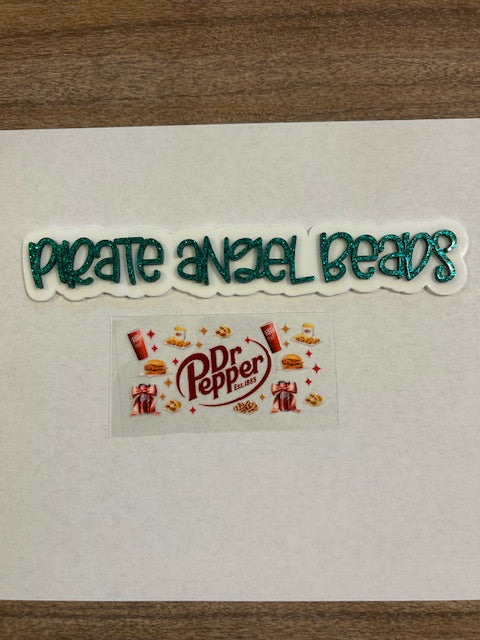 PIRATE ANGEL BEADS
Dr
Pepper
EST. 1885